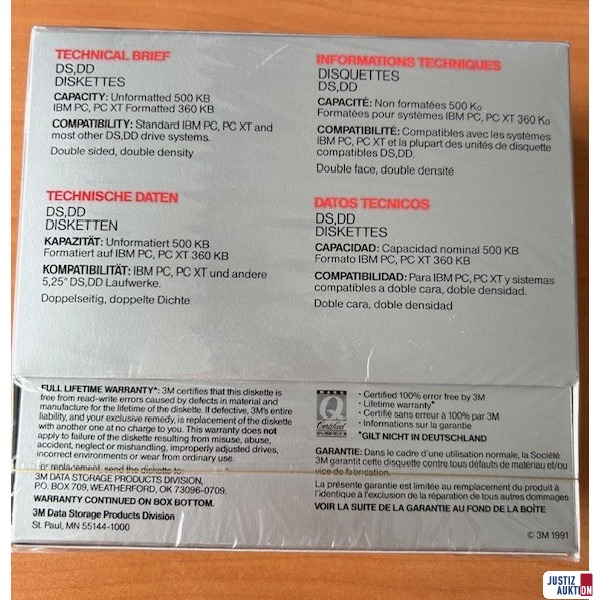 TECHNICAL BRIEF
DS,DD
DISKETTES
CAPACITY: Unformatted 500 KB
IBM PC, PC XT Formatted 360 KB
COMPATIBILITY: Standard IBM PC, PC XT and
most other DS,DD drive systems.
Double sided, double density
INFORMATIONS TECHNIQUES
DISQUETTES
DS,DD
CAPACITÉ: Non formatées 500 Ko
Formatées pour systèmes IBM PC, PC XT 360 Ko
COMPATIBILITÉ: Compatibles avec les systèmes
IBM PC, PC XT et la plupart des unités de disquette
compatibles DS,DD.
Double face, double densité
TECHNISCHE DATEN
DS,DD
DISKETTEN
KAPAZITÄT: Unformatiert 500 KB
Formatiert auf IBM PC, PC XT 360 KB
KOMPATIBILITÄT: IBM PC, PC XT und andere
5,25" DS,DD Laufwerke.
Doppelseitig, doppelte Dichte
DATOS TECNICOS
DS,DD
DISKETTES
CAPACIDAD: Capacidad nominal 500 KB
Formato IBM PC, PC XT 360 KB
COMPATIBILIDAD: Para IBM PC, PC XT y sistemas
compatibles a doble cara, doble densidad.
Doble cara, doble densidad
FULL LIFETIME WARRANTY*: 3M certifies that this diskette is
free from read-write errors caused by defects in material and
manufacture for the lifetime of the diskette. If defective, 3M's entire
liability, and your exclusive remedy, is replacement of the diskette
with another one at no charge to you. This warranty does not
apply to failure of the diskette resulting from misuse, abuse,
accident, neglect or mishandling, improperly adjusted drives,
incorrect environments or wear from ordinary use.
For replacement, send the diskette to:
3M DATA STORAGE PRODUCTS DIVISION,
P.O. BOX 709, WEATHERFORD, OK 73096-0709.
WARRANTY CONTINUED ON BOX BOTTOM.
3M Data Storage Products Division
St. Paul, MN 55144-1000
MARK
Q
Certified
· Certified 100% error free by 3M
· Lifetime warranty*
· Certifié sans erreur à 100% par 3M
· Informations sur la garantie
*GILT NICHT IN DEUTSCHLAND
GARANTIE: Dans le cadre d'une utilisation normale, la Société
3M garantit cette disquette contre tous défauts de matériau et/ou
vice de fabrication.
La présente garantie est limitée au remplacement du produit à
l'identique à l'exclusion de la réparation de tous autres dommages
VOIR LA SUITE DE LA GARANTIE AU FOND DE LA BOÎTE
© 3M 1991
JUSTIZ
AUKTION